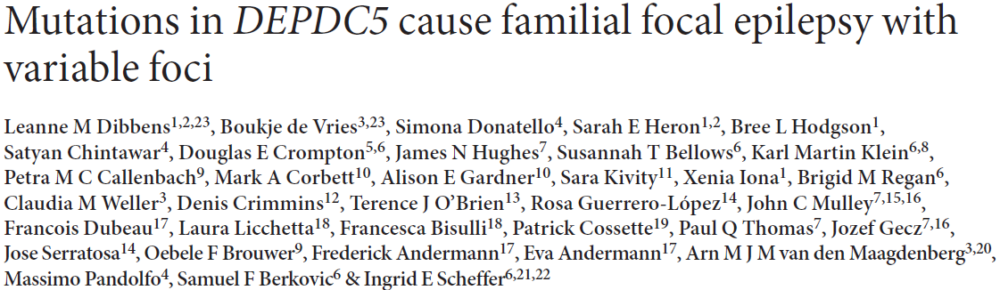 Mutations in DEPDC5 cause familial focal epilepsy with
variable foci
Leanne M Dibbens1,2,23, Boukje de Vries3,23, Simona Donatello4, Sarah E Heron1,2, Bree L Hodgson1,
Satyan Chintawar4, Douglas E Crompton5,6, James N Hughes7, Susannah T Bellows6, Karl Martin Klein6,8,
Petra M C Callenbach9, Mark A Corbett10, Alison E Gardner10, Sara Kivity11, Xenia Iona1, Brigid M Regan6,
Claudia M Weller3, Denis Crimmins12, Terence J O’Brien13, Rosa Guerrero-López14, John C Mulley7,15,16,
Francois Dubeau17, Laura Licchetta18, Francesca Bisulli18, Patrick Cossette19, Paul Q Thomas7, Jozef Gecz7,16,
Jose Serratosa14, Oebele F Brouwer9, Frederick Andermann17, Eva Andermann17, Arn M J M van den Maagdenberg3,20,
Massimo Pandolfo4, Samuel F Berkovic6 & Ingrid E Scheffer6,21,22